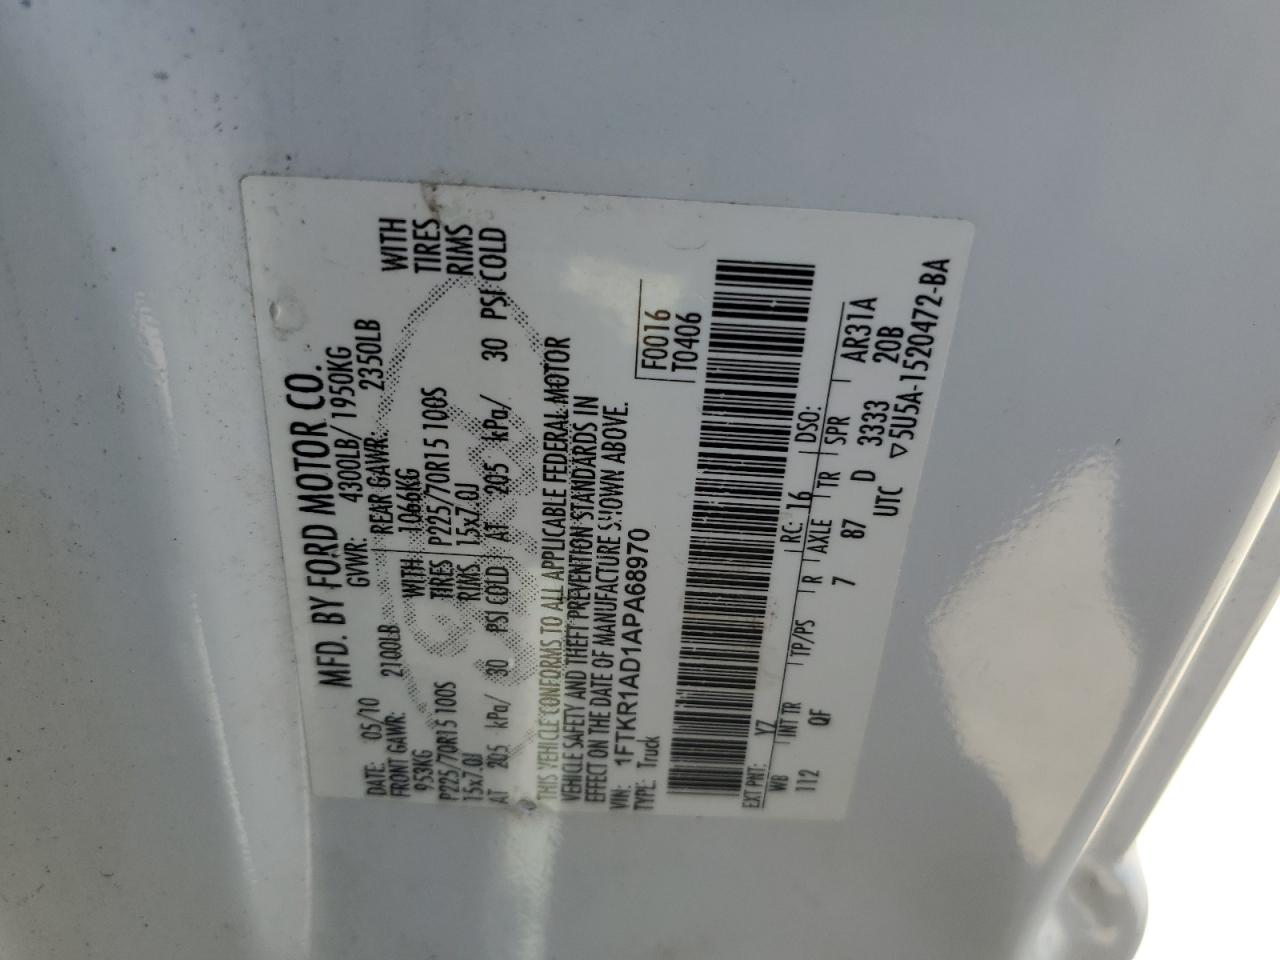 MFD. BY FORD MOTOR CO.
DATE: 05/10 GVWR: 4300LB/ 1950KG
FRONT GAWR: 2100LB REAR GAWR: 2350LB
953KG WITH 1066KG WITH
P225/70R15 100S TIRES P225/70R15 100S TIRES
15x7.0J RIMS 15x7.0J RIMS
AT 205 kPa/ 30 PSI COLD AT 205 kPa/ 30 PSI COLD
THIS VEHICLE CONFORMS TO ALL APPLICABLE FEDERAL MOTOR
VEHICLE SAFETY AND THEFT PREVENTION STANDARDS IN
EFFECT ON THE DATE OF MANUFACTURE SHOWN ABOVE.
VIN: 1FTKR1AD1APA68970 F0016
TYPE: Truck T0406
EXT PNT: YZ RC: 16 DSO:
WB INT TR TP/PS R AXLE TR SPR AR31A
112 QF 7 87 D 3333 20B
UTC ▽5U5A-1520472-BA